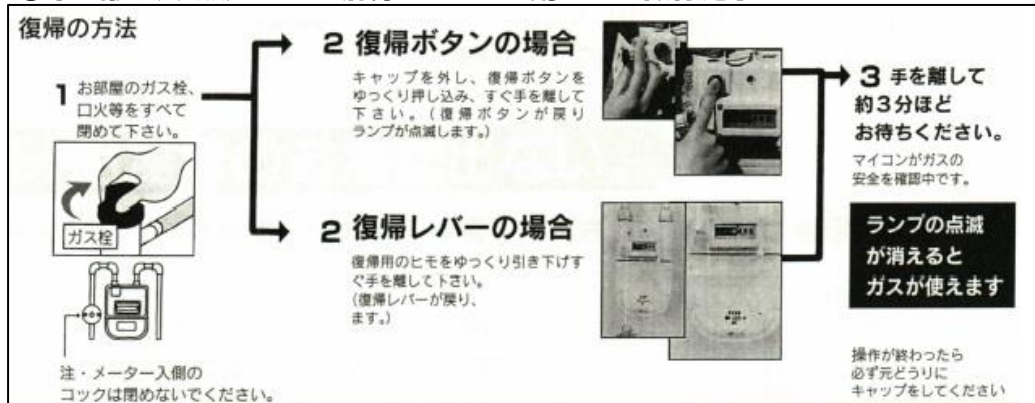 復帰の方法
1 お部屋のガス栓、
口火等をすべて
閉めて下さい。
ガス栓
注・メーター入側の
コックは閉めないでください。
2 復帰ボタンの場合
キャップを外し、復帰ボタンを
ゆっくり押し込み、すぐ手を離して
下さい。(復帰ボタンが戻り
ランプが点滅します。)
2 復帰レバーの場合
復帰用のヒモをゆっくり引き下げす
ぐ手を離して下さい。
(復帰レバーが戻り、
ます。)
3 手を離して
約3分ほど
お待ちください。
マイコンがガスの
安全を確認中です。
ランプの点滅
が消えると
ガスが使えます
操作が終わったら
必ず元どうりに
キャップをしてください